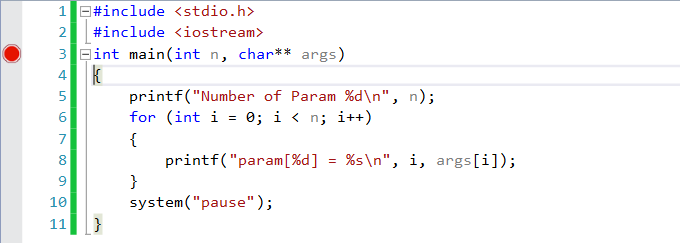 1 #include <stdio.h>
2 #include <iostream>
3 int main(int n, char** args)
4 {
5     printf("Number of Param %d\n", n);
6     for (int i = 0; i < n; i++)
7     {
8         printf("param[%d] = %s\n", i, args[i]);
9     }
10     system("pause");
11 }